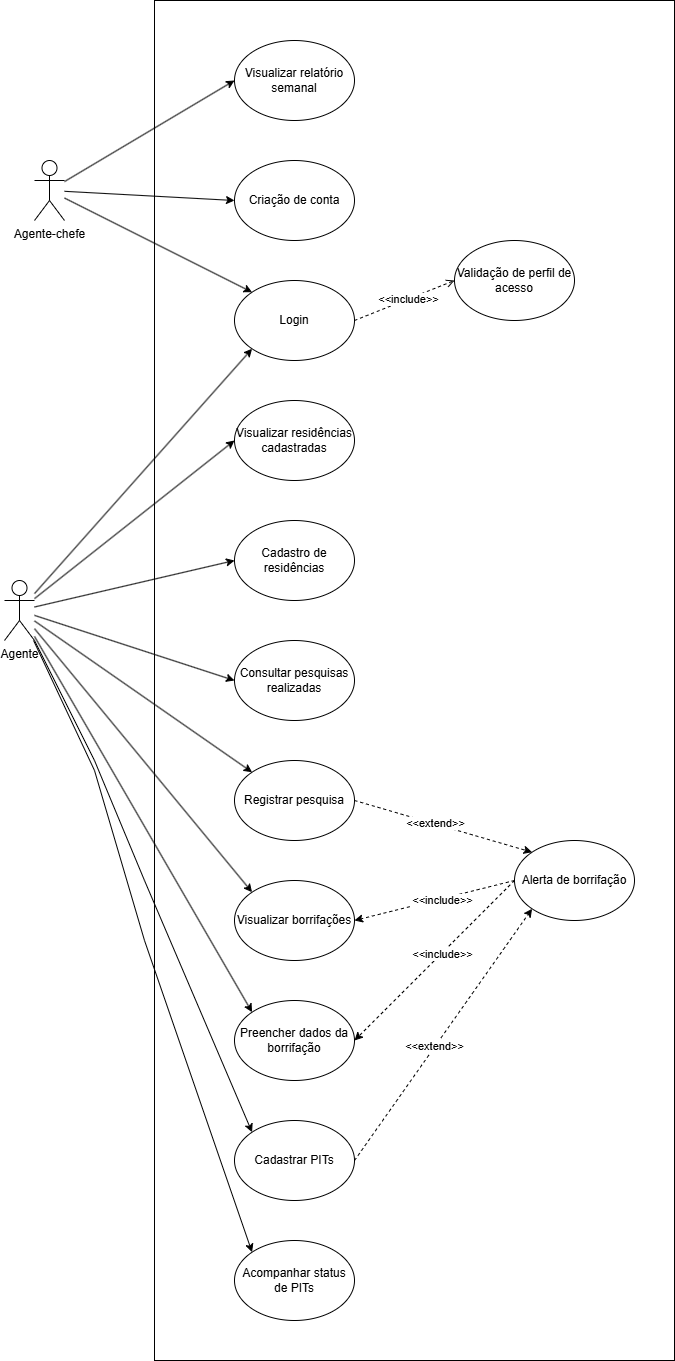 Visualizar relatório
semanal
Agente-chefe
Criação de conta
Validação de perfil de
acesso
<<include>>
Login
Visualizar residências
cadastradas
Cadastro de
residências
Agente
Consultar pesquisas
realizadas
Registrar pesquisa
<<extend>>
Alerta de borrifação
<<include>>
Visualizar borrifações
<<include>>
Preencher dados da
borrifação
<<extend>>
Cadastrar PITs
Acompanhar status
de PITs